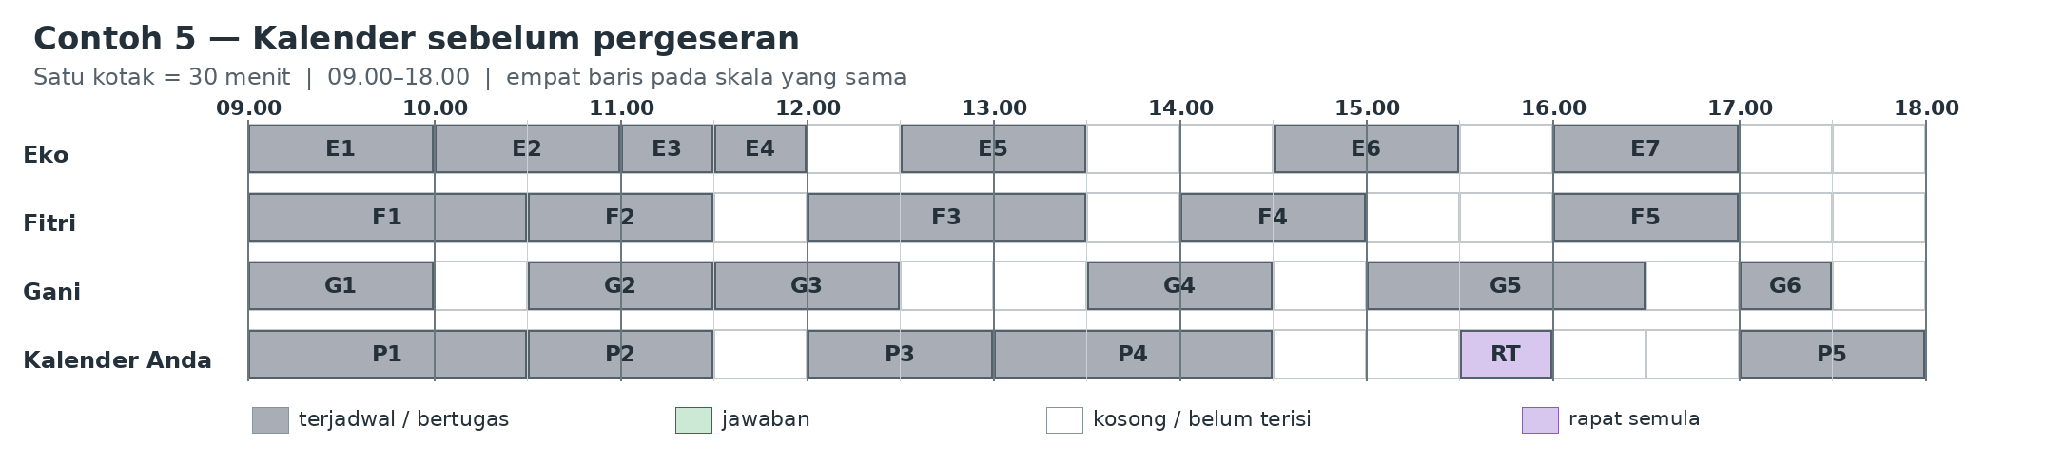 Contoh 5 — Kalender sebelum pergeseran
Satu kotak = 30 menit | 09.00–18.00 | empat baris pada skala yang sama
09.00 10.00 11.00 12.00 13.00 14.00 15.00 16.00 17.00 18.00
Eko E1 E2 E3 E4 E5 E6 E7
Fitri F1 F2 F3 F4 F5
Gani G1 G2 G3 G4 G5 G6
Kalender Anda P1 P2 P3 P4 RT P5
terjadwal / bertugas jawaban kosong / belum terisi rapat semula